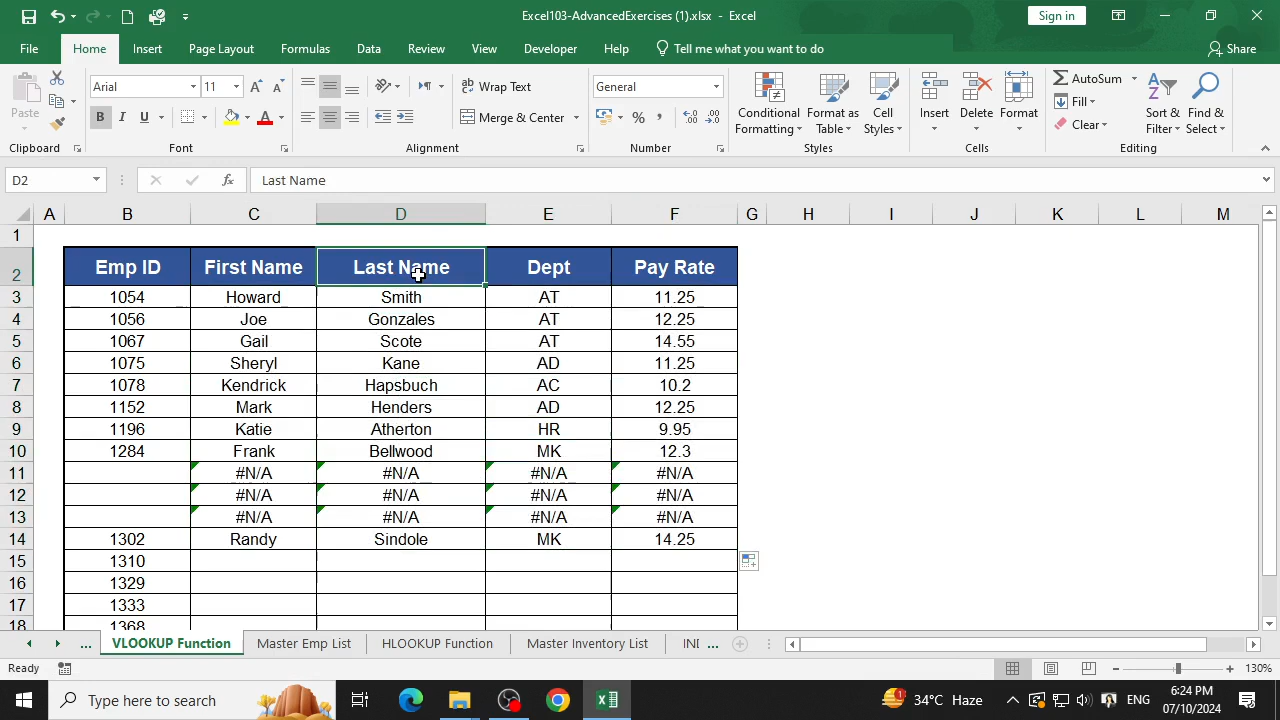 Excel103-AdvancedExercises (1).xlsx - Excel
Sign in
File Home Insert Page Layout Formulas Data Review View Developer Help Tell me what you want to do Share
Paste
Clipboard
Arial 11
B I U
Font
Wrap Text
Merge & Center
Alignment
General
% ,
Number
Conditional Formatting
Format as Table
Cell Styles
Styles
Insert
Delete
Format
Cells
AutoSum
Fill
Clear
Sort & Filter
Find & Select
Editing
D2 fx Last Name
A B C D E F G H I J K L M
1
2 Emp ID First Name Last Name Dept Pay Rate
3 1054 Howard Smith AT 11.25
4 1056 Joe Gonzales AT 12.25
5 1067 Gail Scote AT 14.55
6 1075 Sheryl Kane AD 11.25
7 1078 Kendrick Hapsbuch AC 10.2
8 1152 Mark Henders AD 12.25
9 1196 Katie Atherton HR 9.95
10 1284 Frank Bellwood MK 12.3
11 #N/A #N/A #N/A #N/A
12 #N/A #N/A #N/A #N/A
13 #N/A #N/A #N/A #N/A
14 1302 Randy Sindole MK 14.25
15 1310
16 1329
17 1333
18 1368
... VLOOKUP Function Master Emp List HLOOKUP Function Master Inventory List INI ...
Ready 130%
Type here to search 1 34°C Haze ENG 6:24 PM
07/10/2024